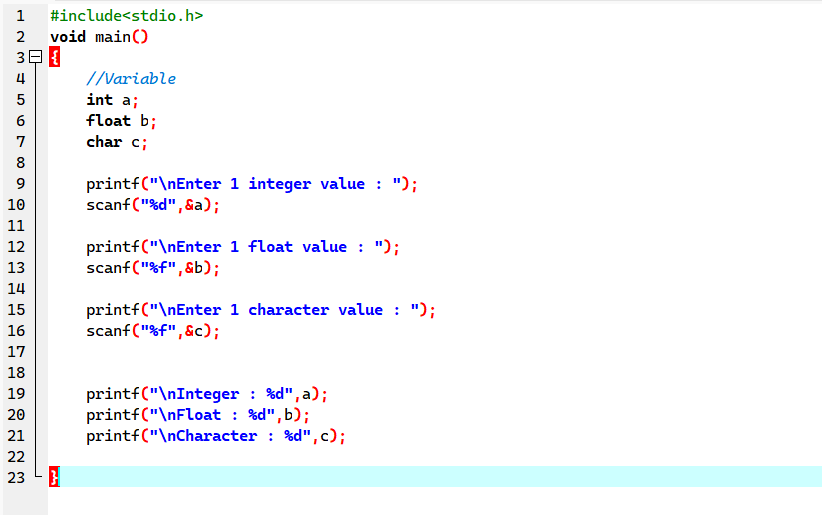 1 #include<stdio.h>
2 void main()
3 {
4 //Variable
5 int a;
6 float b;
7 char c;
8
9 printf("\nEnter 1 integer value : ");
10 scanf("%d",&a);
11
12 printf("\nEnter 1 float value : ");
13 scanf("%f",&b);
14
15 printf("\nEnter 1 character value : ");
16 scanf("%f",&c);
17
18
19 printf("\nInteger : %d",a);
20 printf("\nFloat : %d",b);
21 printf("\nCharacter : %d",c);
22
23 }